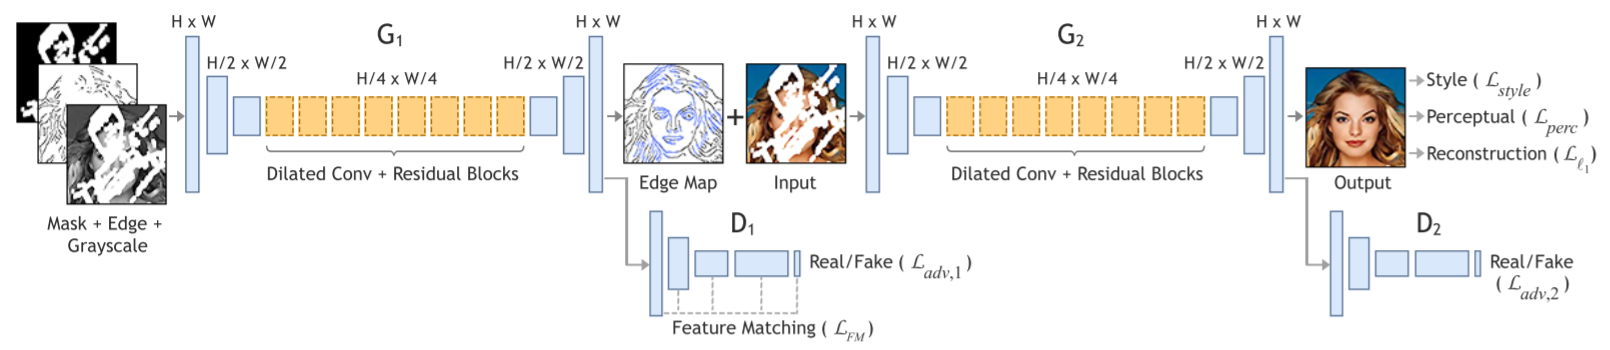 H x W
G1
H/2 x W/2
H/4 x W/4
H/2 x W/2
H x W
Dilated Conv + Residual Blocks
Mask + Edge +
Grayscale
Edge Map
+
Input
H x W
G2
H/2 x W/2
H/4 x W/4
H/2 x W/2
H x W
Dilated Conv + Residual Blocks
Output
Style ( ℒstyle )
Perceptual ( ℒperc )
Reconstruction ( ℒℓ1 )
D1
Real/Fake ( ℒadv,1 )
Feature Matching ( ℒFM )
D2
Real/Fake
( ℒadv,2 )